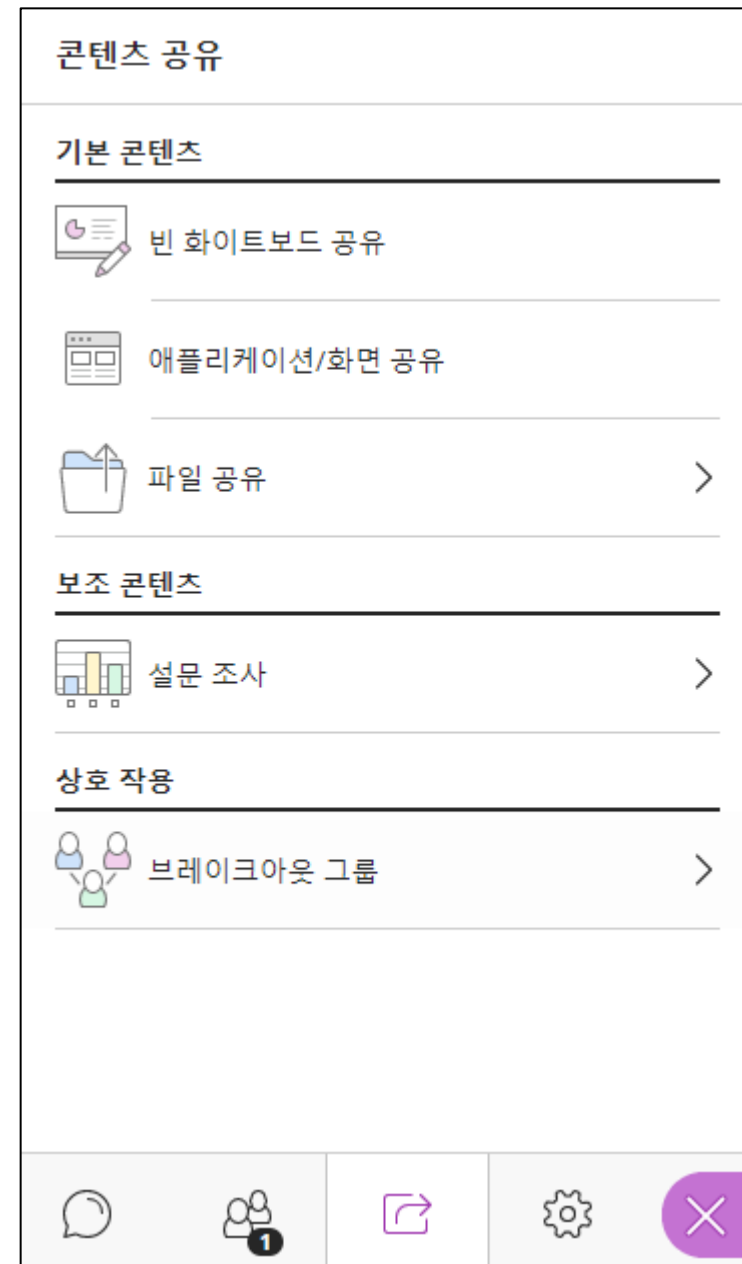 콘텐츠 공유
기본 콘텐츠
빈 화이트보드 공유
애플리케이션/화면 공유
파일 공유
보조 콘텐츠
설문 조사
상호 작용
브레이크아웃 그룹
1